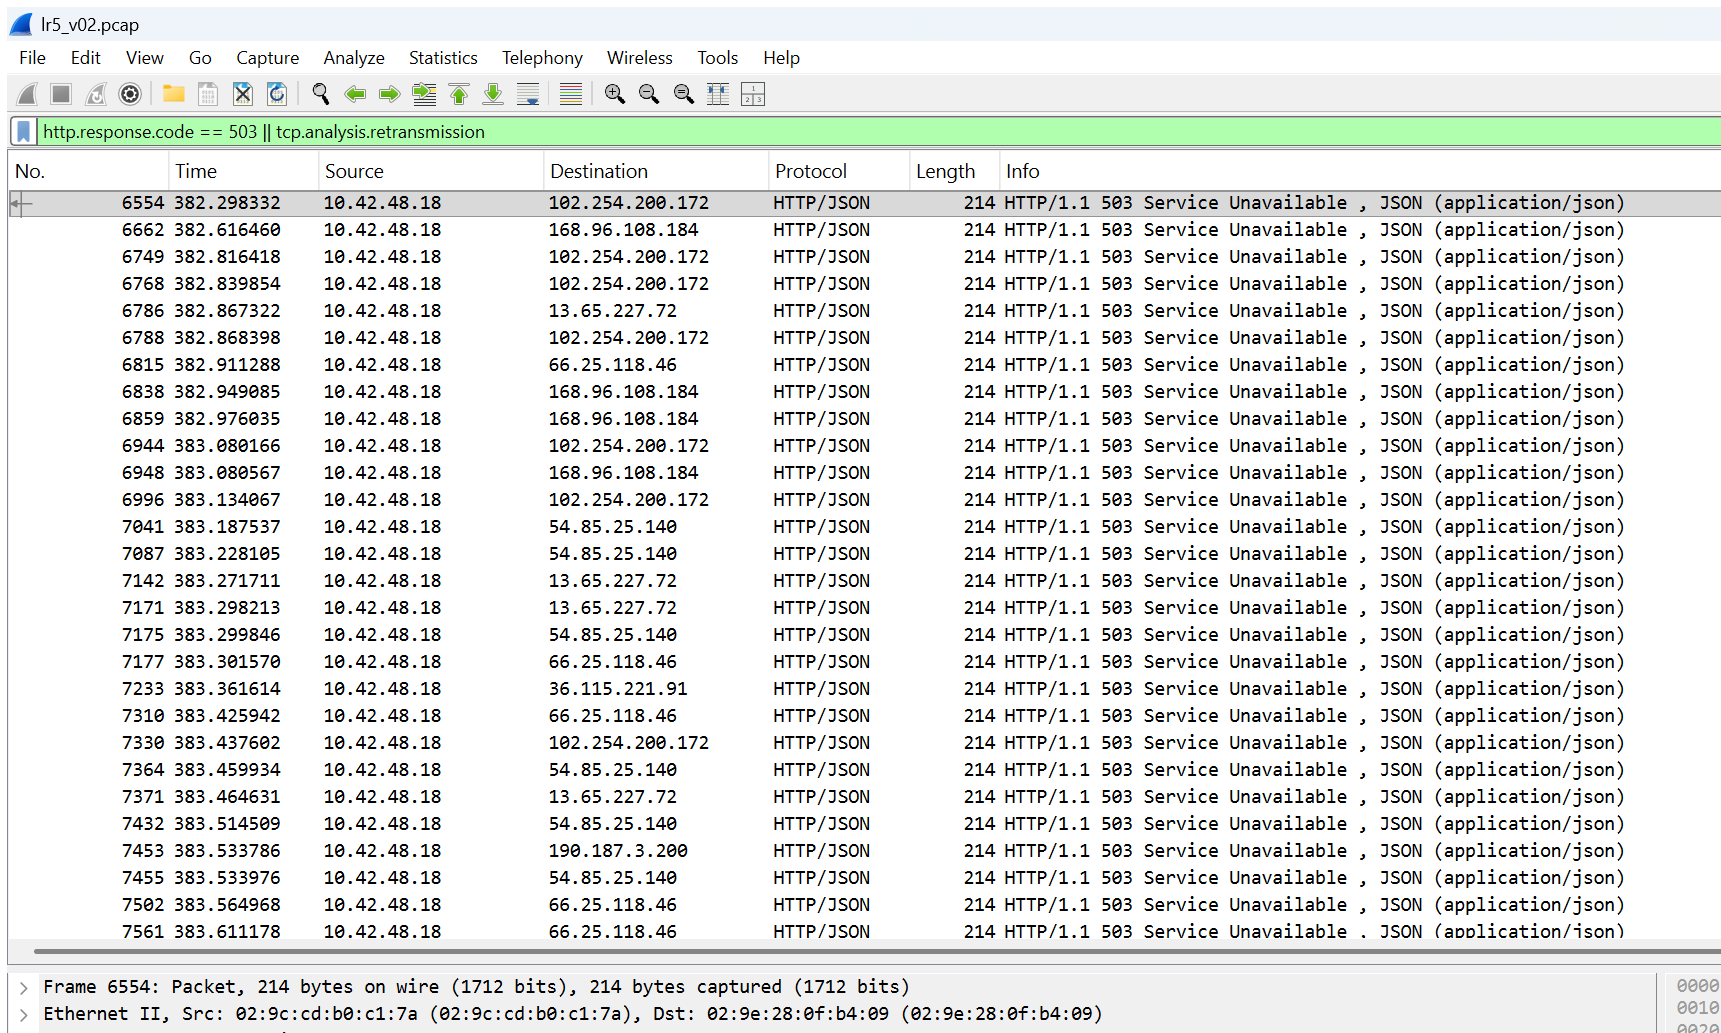 lr5_v02.pcap
File Edit View Go Capture Analyze Statistics Telephony Wireless Tools Help
http.response.code == 503 || tcp.analysis.retransmission
No. Time Source Destination Protocol Length Info
6554 382.298332 10.42.48.18 102.254.200.172 HTTP/JSON 214 HTTP/1.1 503 Service Unavailable , JSON (application/json)
6662 382.616460 10.42.48.18 168.96.108.184 HTTP/JSON 214 HTTP/1.1 503 Service Unavailable , JSON (application/json)
6749 382.816418 10.42.48.18 102.254.200.172 HTTP/JSON 214 HTTP/1.1 503 Service Unavailable , JSON (application/json)
6768 382.839854 10.42.48.18 102.254.200.172 HTTP/JSON 214 HTTP/1.1 503 Service Unavailable , JSON (application/json)
6786 382.867322 10.42.48.18 13.65.227.72 HTTP/JSON 214 HTTP/1.1 503 Service Unavailable , JSON (application/json)
6788 382.868398 10.42.48.18 102.254.200.172 HTTP/JSON 214 HTTP/1.1 503 Service Unavailable , JSON (application/json)
6815 382.911288 10.42.48.18 66.25.118.46 HTTP/JSON 214 HTTP/1.1 503 Service Unavailable , JSON (application/json)
6838 382.949085 10.42.48.18 168.96.108.184 HTTP/JSON 214 HTTP/1.1 503 Service Unavailable , JSON (application/json)
6859 382.976035 10.42.48.18 168.96.108.184 HTTP/JSON 214 HTTP/1.1 503 Service Unavailable , JSON (application/json)
6944 383.080166 10.42.48.18 102.254.200.172 HTTP/JSON 214 HTTP/1.1 503 Service Unavailable , JSON (application/json)
6948 383.080567 10.42.48.18 168.96.108.184 HTTP/JSON 214 HTTP/1.1 503 Service Unavailable , JSON (application/json)
6996 383.134067 10.42.48.18 102.254.200.172 HTTP/JSON 214 HTTP/1.1 503 Service Unavailable , JSON (application/json)
7041 383.187537 10.42.48.18 54.85.25.140 HTTP/JSON 214 HTTP/1.1 503 Service Unavailable , JSON (application/json)
7087 383.228105 10.42.48.18 54.85.25.140 HTTP/JSON 214 HTTP/1.1 503 Service Unavailable , JSON (application/json)
7142 383.271711 10.42.48.18 13.65.227.72 HTTP/JSON 214 HTTP/1.1 503 Service Unavailable , JSON (application/json)
7171 383.298213 10.42.48.18 13.65.227.72 HTTP/JSON 214 HTTP/1.1 503 Service Unavailable , JSON (application/json)
7175 383.299846 10.42.48.18 54.85.25.140 HTTP/JSON 214 HTTP/1.1 503 Service Unavailable , JSON (application/json)
7177 383.301570 10.42.48.18 66.25.118.46 HTTP/JSON 214 HTTP/1.1 503 Service Unavailable , JSON (application/json)
7233 383.361614 10.42.48.18 36.115.221.91 HTTP/JSON 214 HTTP/1.1 503 Service Unavailable , JSON (application/json)
7310 383.425942 10.42.48.18 66.25.118.46 HTTP/JSON 214 HTTP/1.1 503 Service Unavailable , JSON (application/json)
7330 383.437602 10.42.48.18 102.254.200.172 HTTP/JSON 214 HTTP/1.1 503 Service Unavailable , JSON (application/json)
7364 383.459934 10.42.48.18 54.85.25.140 HTTP/JSON 214 HTTP/1.1 503 Service Unavailable , JSON (application/json)
7371 383.464631 10.42.48.18 13.65.227.72 HTTP/JSON 214 HTTP/1.1 503 Service Unavailable , JSON (application/json)
7432 383.514509 10.42.48.18 54.85.25.140 HTTP/JSON 214 HTTP/1.1 503 Service Unavailable , JSON (application/json)
7453 383.533786 10.42.48.18 190.187.3.200 HTTP/JSON 214 HTTP/1.1 503 Service Unavailable , JSON (application/json)
7455 383.533976 10.42.48.18 54.85.25.140 HTTP/JSON 214 HTTP/1.1 503 Service Unavailable , JSON (application/json)
7502 383.564968 10.42.48.18 66.25.118.46 HTTP/JSON 214 HTTP/1.1 503 Service Unavailable , JSON (application/json)
7561 383.611178 10.42.48.18 66.25.118.46 HTTP/JSON 214 HTTP/1.1 503 Service Unavailable , JSON (application/json)
Frame 6554: Packet, 214 bytes on wire (1712 bits), 214 bytes captured (1712 bits) 0000
Ethernet II, Src: 02:9c:cd:b0:c1:7a (02:9c:cd:b0:c1:7a), Dst: 02:9e:28:0f:b4:09 (02:9e:28:0f:b4:09) 0010